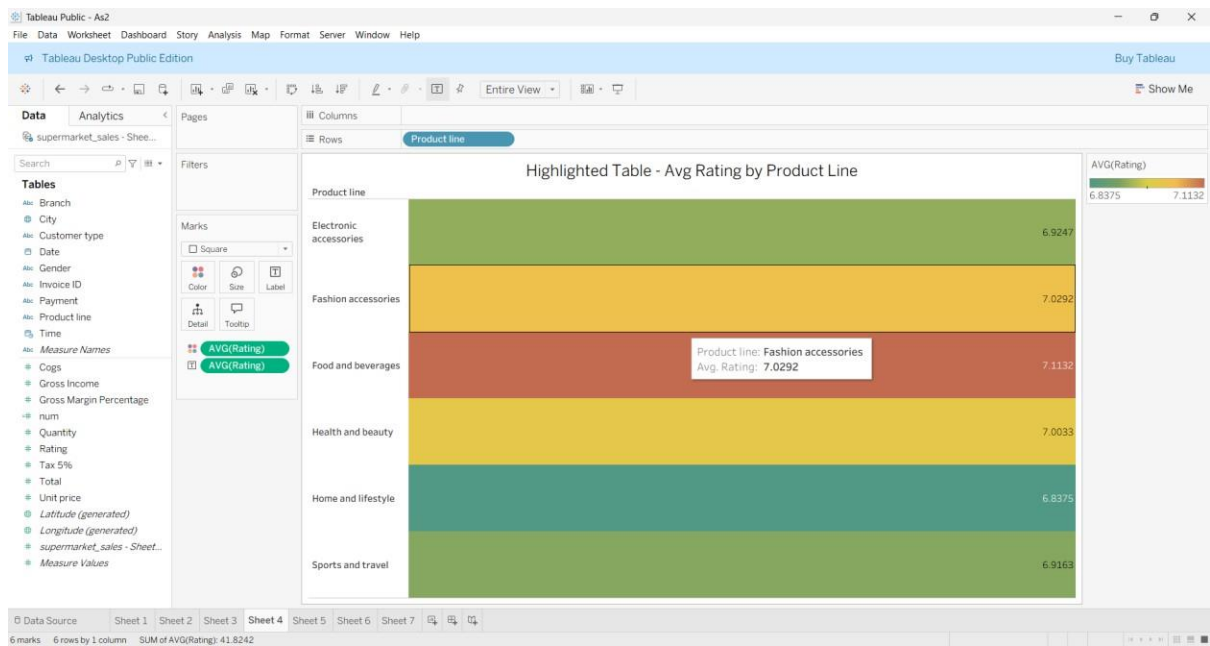 Tableau Public - As2
File Data Worksheet Dashboard Story Analysis Map Format Server Window Help
Tableau Desktop Public Edition
Buy Tableau
Entire View
Show Me
Data
Analytics
Pages
Columns
supermarket_sales - Shee...
Rows
Product line
Search
Filters
Tables
Abc Branch
City
Abc Customer type
Date
Abc Gender
Abc Invoice ID
Abc Payment
Abc Product line
Time
Abc Measure Names
# Cogs
# Gross Income
# Gross Margin Percentage
=# num
# Quantity
# Rating
# Tax 5%
# Total
# Unit price
Latitude (generated)
Longitude (generated)
# supermarket_sales - Sheet...
# Measure Values
Marks
Square
Color
Size
Label
Detail
Tooltip
AVG(Rating)
AVG(Rating)
Highlighted Table - Avg Rating by Product Line
Product line
Electronic
accessories
6.9247
Fashion accessories
7.0292
Product line: Fashion accessories
Avg. Rating: 7.0292
Food and beverages
7.1132
Health and beauty
7.0033
Home and lifestyle
6.8375
Sports and travel
6.9163
AVG(Rating)
6.8375
7.1132
Data Source
Sheet 1
Sheet 2
Sheet 3
Sheet 4
Sheet 5
Sheet 6
Sheet 7
6 marks 6 rows by 1 column SUM of AVG(Rating): 41.8242